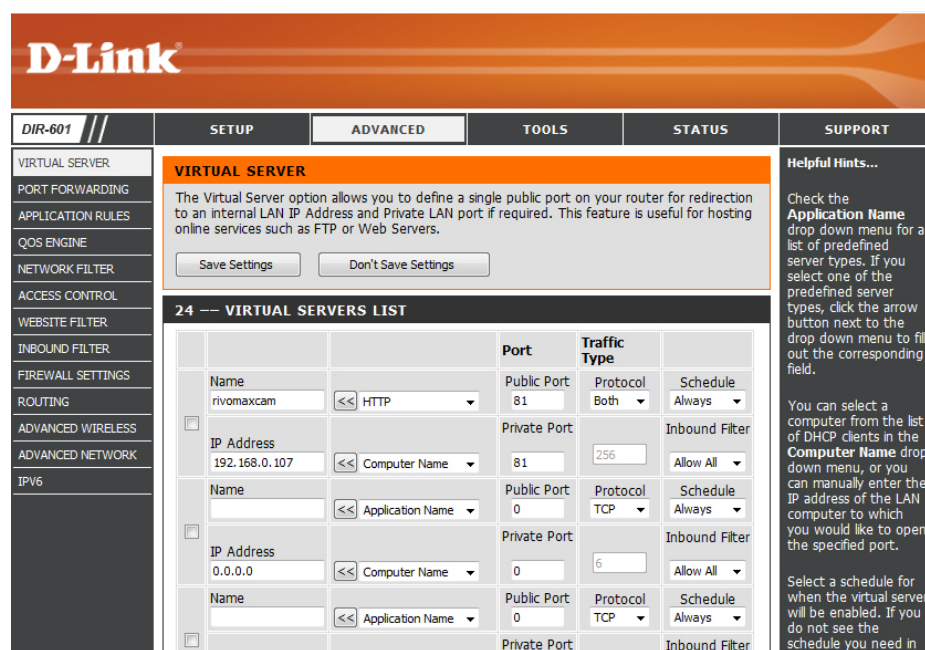 D-Link
DIR-601
SETUP
ADVANCED
TOOLS
STATUS
SUPPORT
VIRTUAL SERVER
PORT FORWARDING
APPLICATION RULES
QOS ENGINE
NETWORK FILTER
ACCESS CONTROL
WEBSITE FILTER
INBOUND FILTER
FIREWALL SETTINGS
ROUTING
ADVANCED WIRELESS
ADVANCED NETWORK
IPV6
VIRTUAL SERVER
The Virtual Server option allows you to define a single public port on your router for redirection
to an internal LAN IP Address and Private LAN port if required. This feature is useful for hosting
online services such as FTP or Web Servers.
Save Settings
Don't Save Settings
24 -- VIRTUAL SERVERS LIST
Port
Traffic
Type
Name
Public Port
Protocol
Schedule
rivomaxcam
<<
HTTP
81
Both
Always
IP Address
Private Port
Inbound Filter
192.168.0.107
<<
Computer Name
81
256
Allow All
Name
Public Port
Protocol
Schedule
<<
Application Name
0
TCP
Always
IP Address
Private Port
Inbound Filter
0.0.0.0
<<
Computer Name
0
6
Allow All
Name
Public Port
Protocol
Schedule
<<
Application Name
0
TCP
Always
Private Port
Inbound Filter
Helpful Hints...
Check the
Application Name
drop down menu for a
list of predefined
server types. If you
select one of the
predefined server
types, click the arrow
button next to the
drop down menu to fill
out the corresponding
field.
You can select a
computer from the list
of DHCP clients in the
Computer Name drop
down menu, or you
can manually enter the
IP address of the LAN
computer to which
you would like to open
the specified port.
Select a schedule for
when the virtual server
will be enabled. If you
do not see the
schedule you need in